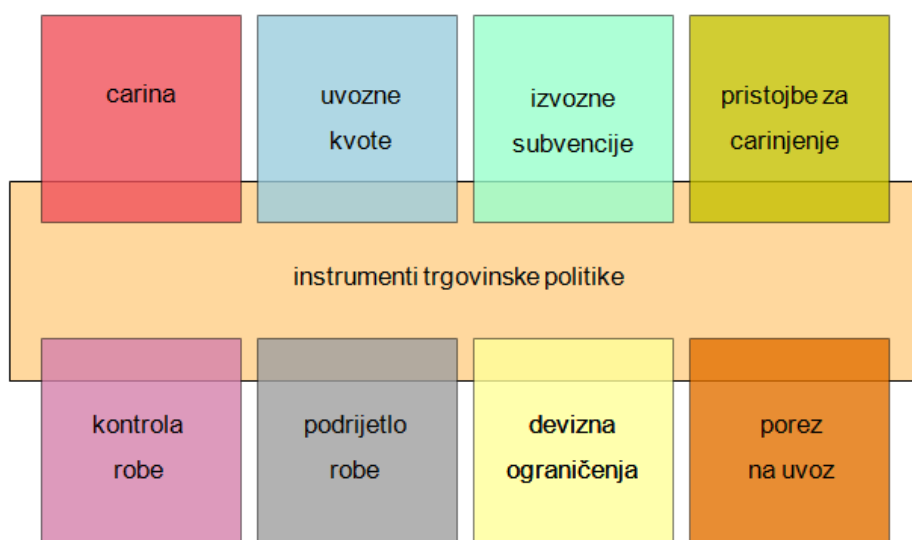 carina
uvozne
kvote
izvozne
subvencije
pristojbe za
carinjenje
instrumenti trgovinske politike
kontrola
robe
podrijetlo
robe
devizna
ograničenja
porez
na uvoz